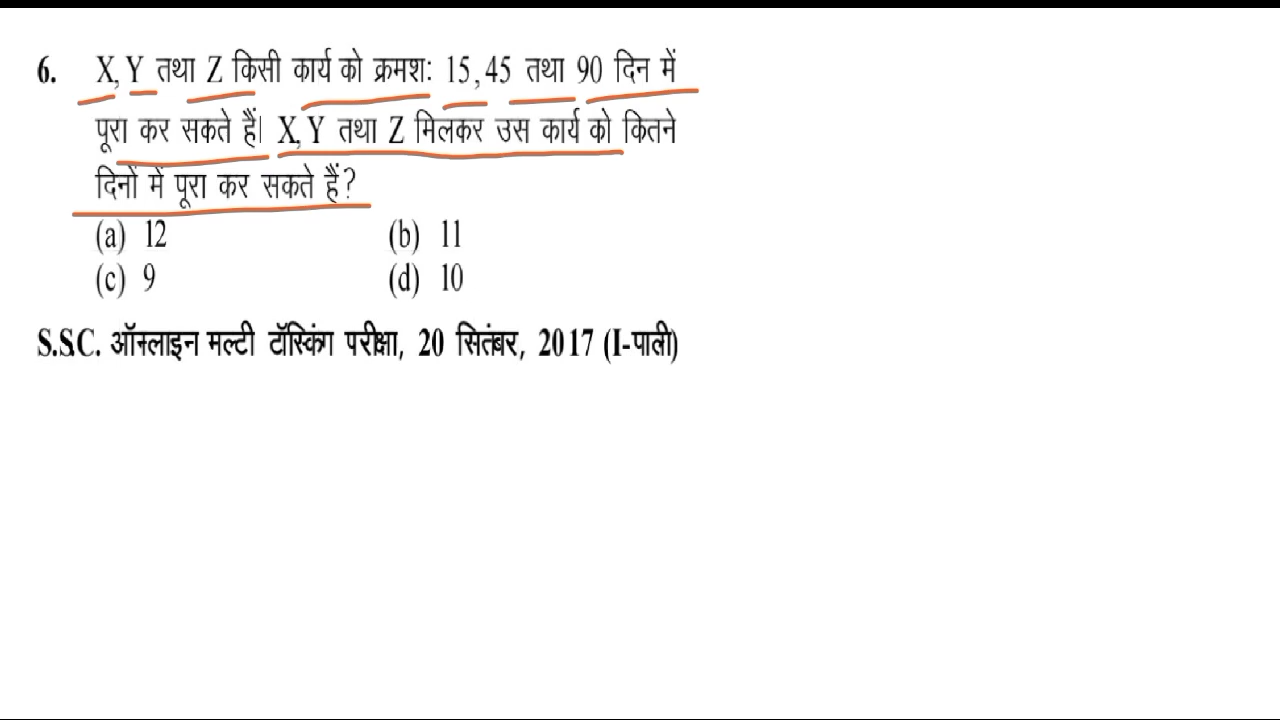 6. X, Y तथा Z किसी कार्य को क्रमश: 15, 45 तथा 90 दिन में
पूरा कर सकते हैं। X, Y तथा Z मिलकर उस कार्य को कितने
दिनों में पूरा कर सकते हैं?
(a) 12 (b) 11
(c) 9 (d) 10
S.S.C. ऑनलाइन मल्टी टॉस्किंग परीक्षा, 20 सितंबर, 2017 (I-पाली)